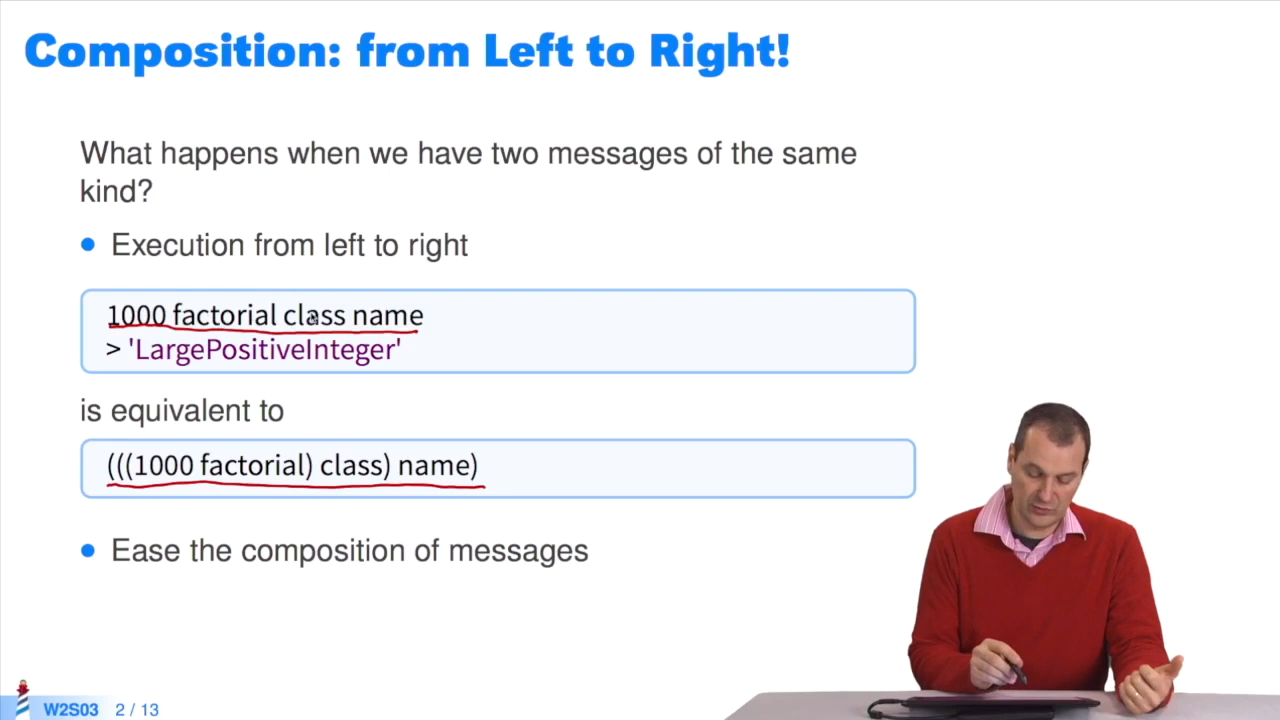 Composition: from Left to Right!
What happens when we have two messages of the same
kind?
Execution from left to right
1000 factorial class name
> 'LargePositiveInteger'
is equivalent to
(((1000 factorial) class) name)
Ease the composition of messages
W2S03 2 / 13